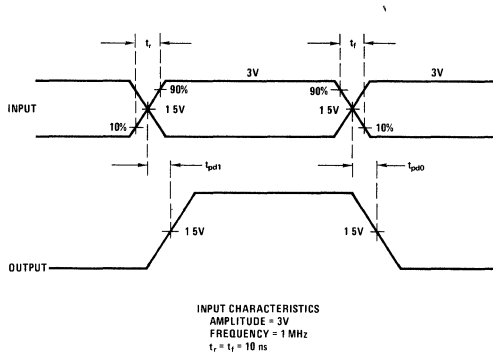 tr tf
3V 3V
90% 90%
INPUT 1 5V 1 5V
10% 10%
tpd1 tpd0
1 5V 1 5V
OUTPUT
INPUT CHARACTERISTICS
AMPLITUDE = 3V
FREQUENCY = 1 MHz
tr = tf = 10 ns